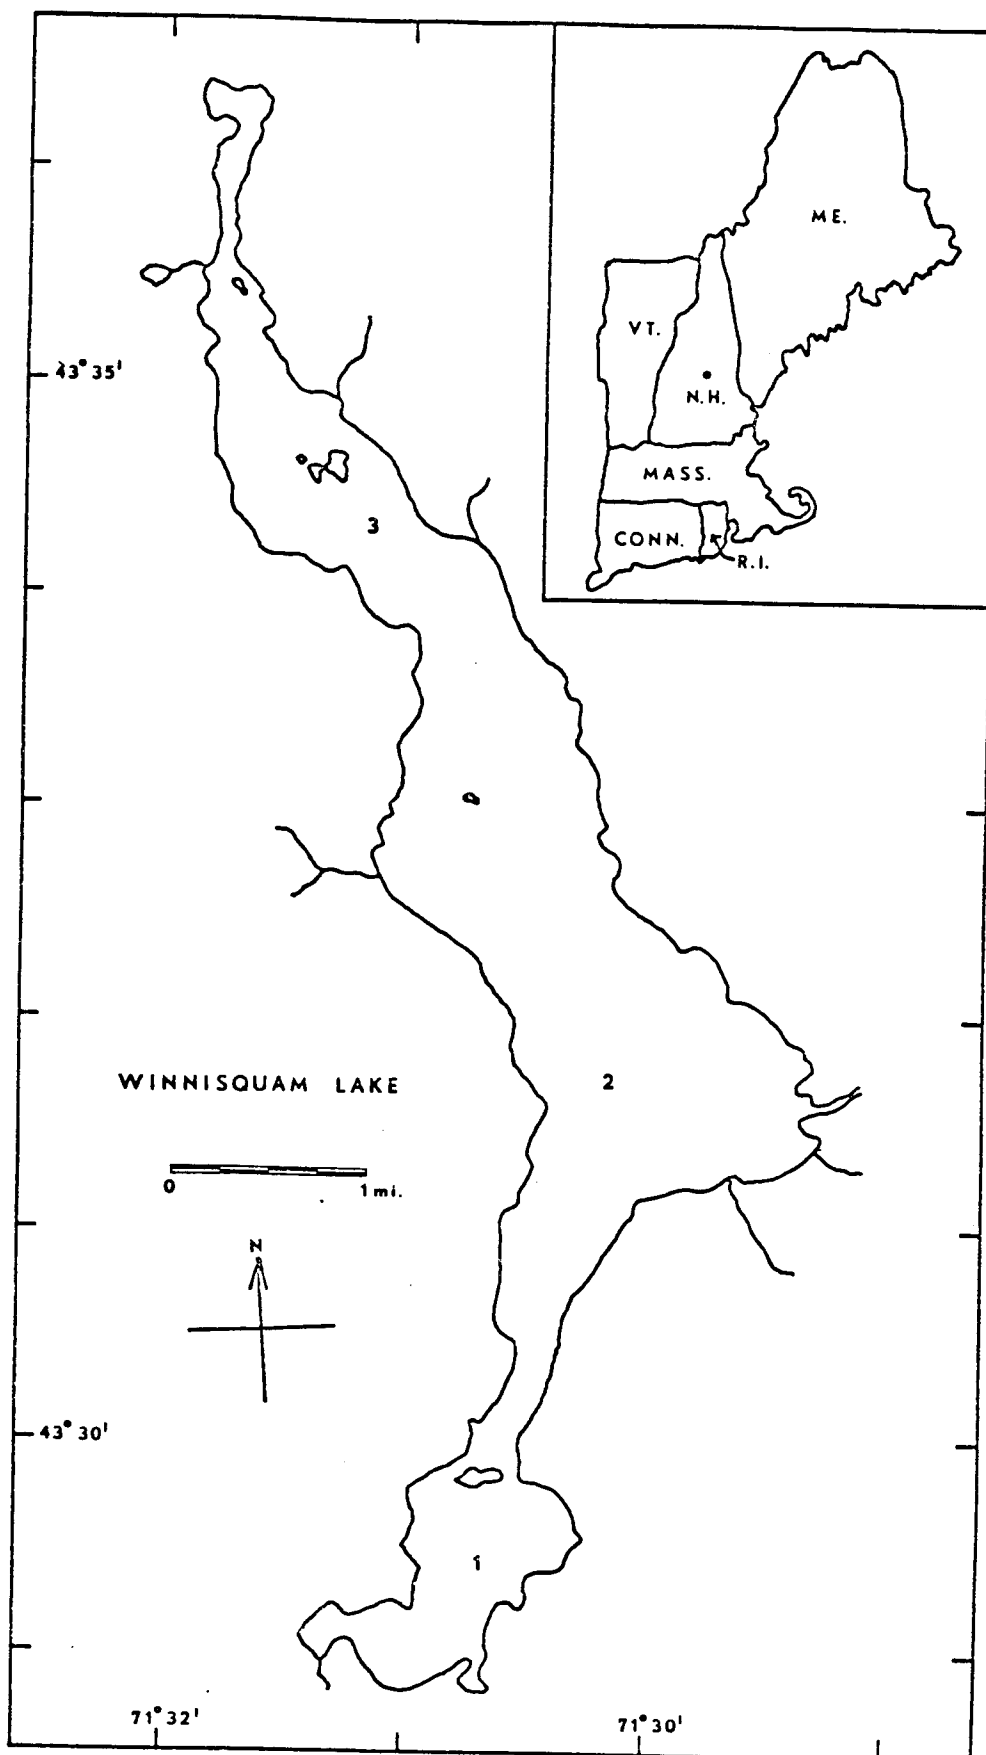 ME.
VT.
43° 35'
N.H.
MASS.
3
CONN.
R.I.
WINNISQUAM LAKE
2
0 1 mi.
N
43° 30'
1
71° 32' 71° 30'